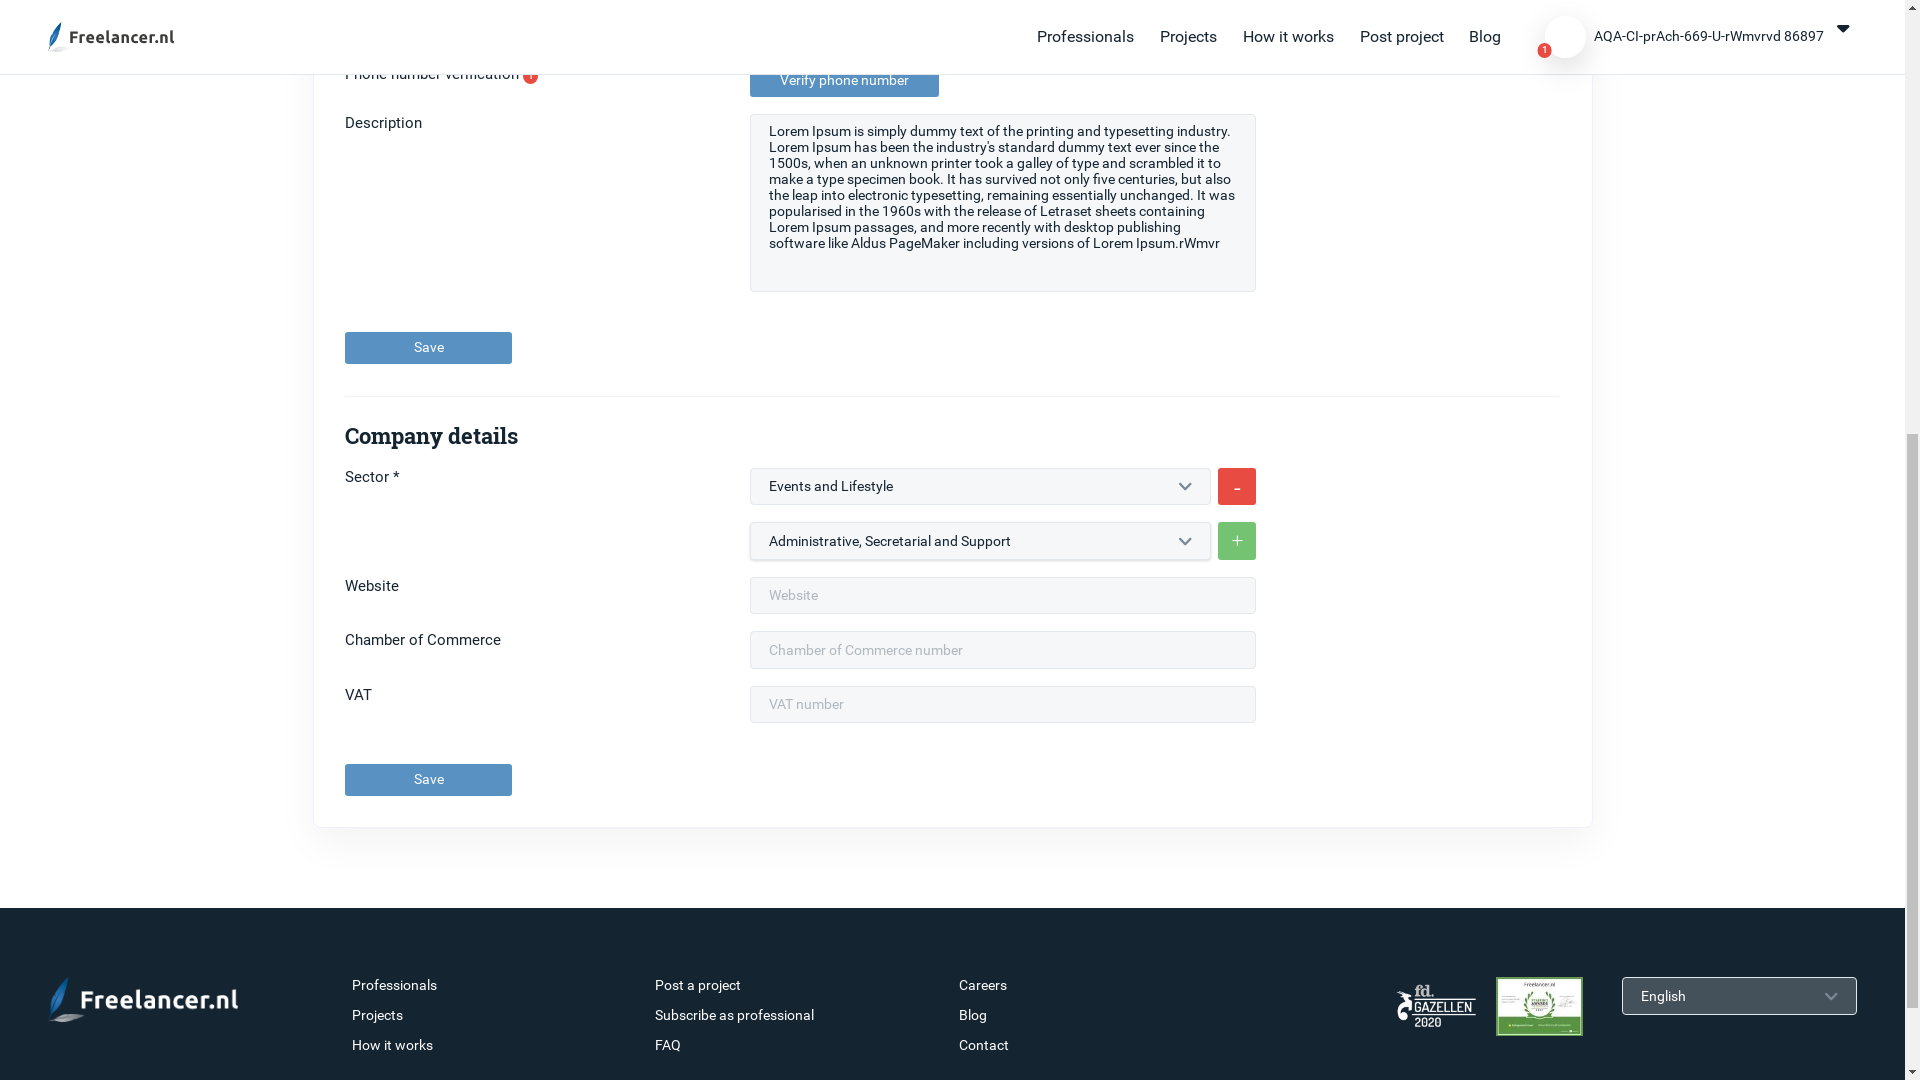 Freelancer.nl
Professionals
Projects
How it works
Post project
Blog
1
AQA-CI-prAch-669-U-rWmvrvd 86897
Phone number verification
Verify phone number
Description
Lorem Ipsum is simply dummy text of the printing and typesetting industry.
Lorem Ipsum has been the industry's standard dummy text ever since the
1500s, when an unknown printer took a galley of type and scrambled it to
make a type specimen book. It has survived not only five centuries, but also
the leap into electronic typesetting, remaining essentially unchanged. It was
popularised in the 1960s with the release of Letraset sheets containing
Lorem Ipsum passages, and more recently with desktop publishing
software like Aldus PageMaker including versions of Lorem Ipsum.rWmvr
Save
Company details
Sector *
Events and Lifestyle
-
Administrative, Secretarial and Support
+
Website
Website
Chamber of Commerce
Chamber of Commerce number
VAT
VAT number
Save
Freelancer.nl
Professionals
Projects
How it works
Post a project
Subscribe as professional
FAQ
Careers
Blog
Contact
fd.
GAZELLEN
2020
Freelancer.nl
English